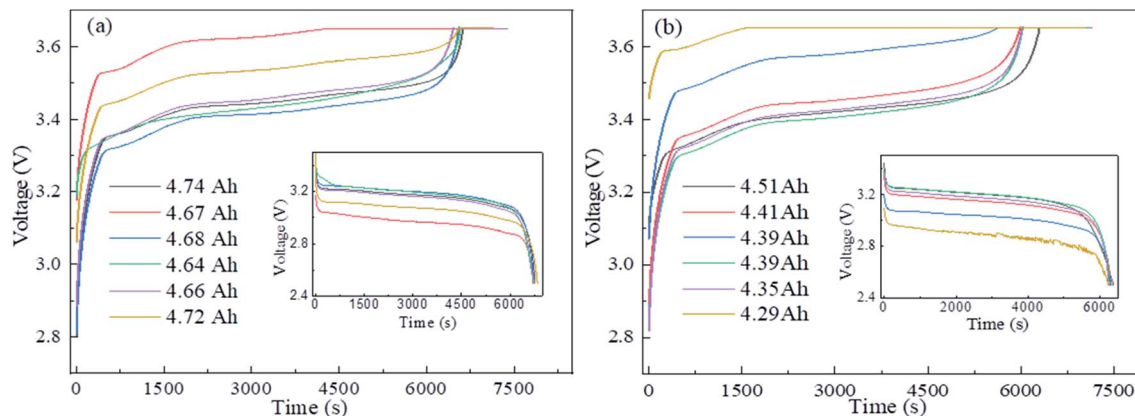 (a)
Voltage (V)
3.6
3.4
3.2
3.0
2.8
4.74 Ah
4.67 Ah
4.68 Ah
4.64 Ah
4.66 Ah
4.72 Ah
Voltage (V)
3.2
2.8
2.4
0 1500 3000 4500 6000
Time (s)
0 1500 3000 4500 6000 7500
Time (s)
(b)
Voltage (V)
3.6
3.4
3.2
3.0
2.8
4.51Ah
4.41Ah
4.39Ah
4.39Ah
4.35Ah
4.29Ah
Voltage (V)
3.2
2.8
2.4
0 2000 4000 6000
Time (s)
0 1500 3000 4500 6000 7500
Time (s)